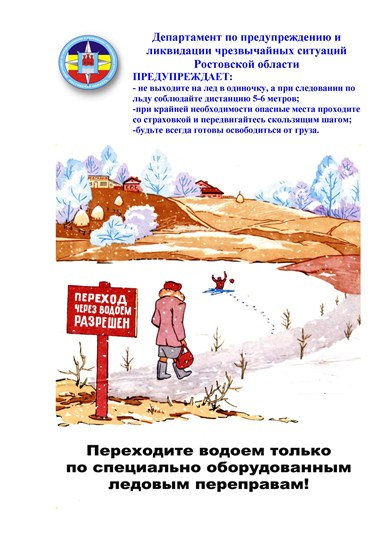 Департамент по предупреждению и
ликвидации чрезвычайных ситуаций
Ростовской области
ПРЕДУПРЕЖДАЕТ:
- не выходите на лед в одиночку, а при следовании по
льду соблюдайте дистанцию 5-6 метров;
-при крайней необходимости опасные места проходите
со страховкой и передвигайтесь скользящим шагом;
-будьте всегда готовы освободиться от груза.
ПЕРЕХОД
ЧЕРЕЗ ВОДОЕМ
РАЗРЕШЕН
Переходите водоем только
по специально оборудованным
ледовым переправам!